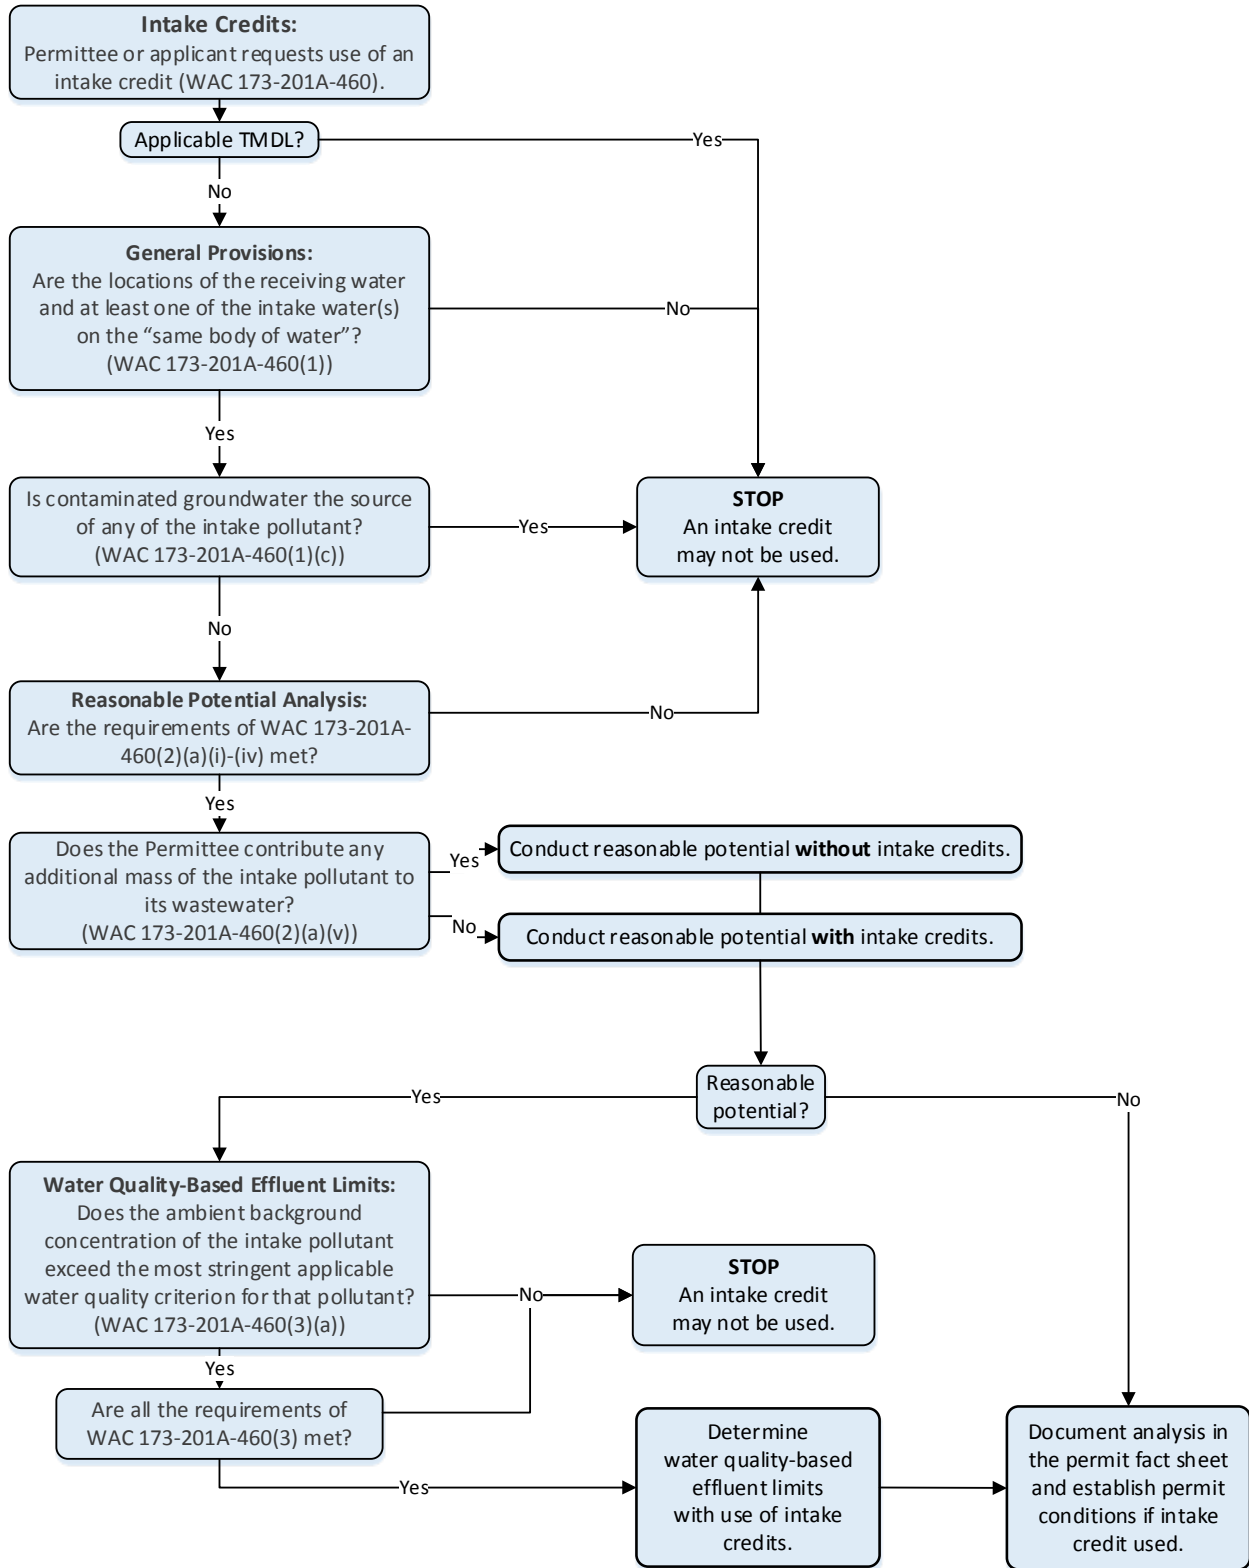 Intake Credits:
Permittee or applicant requests use of an
intake credit (WAC 173-201A-460).
Applicable TMDL?
Yes
No
General Provisions:
Are the locations of the receiving water
and at least one of the intake water(s)
on the “same body of water”?
(WAC 173-201A-460(1))
No
Yes
Is contaminated groundwater the source
of any of the intake pollutant?
(WAC 173-201A-460(1)(c))
Yes
STOP
An intake credit
may not be used.
No
Reasonable Potential Analysis:
Are the requirements of WAC 173-201A-
460(2)(a)(i)-(iv) met?
No
Yes
Does the Permittee contribute any
additional mass of the intake pollutant to
its wastewater?
(WAC 173-201A-460(2)(a)(v))
Yes
Conduct reasonable potential without intake credits.
No
Conduct reasonable potential with intake credits.
Reasonable
potential?
Yes
No
Water Quality-Based Effluent Limits:
Does the ambient background
concentration of the intake pollutant
exceed the most stringent applicable
water quality criterion for that pollutant?
(WAC 173-201A-460(3)(a))
No
STOP
An intake credit
may not be used.
Yes
Are all the requirements of
WAC 173-201A-460(3) met?
Yes
Determine
water quality-based
effluent limits
with use of intake
credits.
Document analysis in
the permit fact sheet
and establish permit
conditions if intake
credit used.